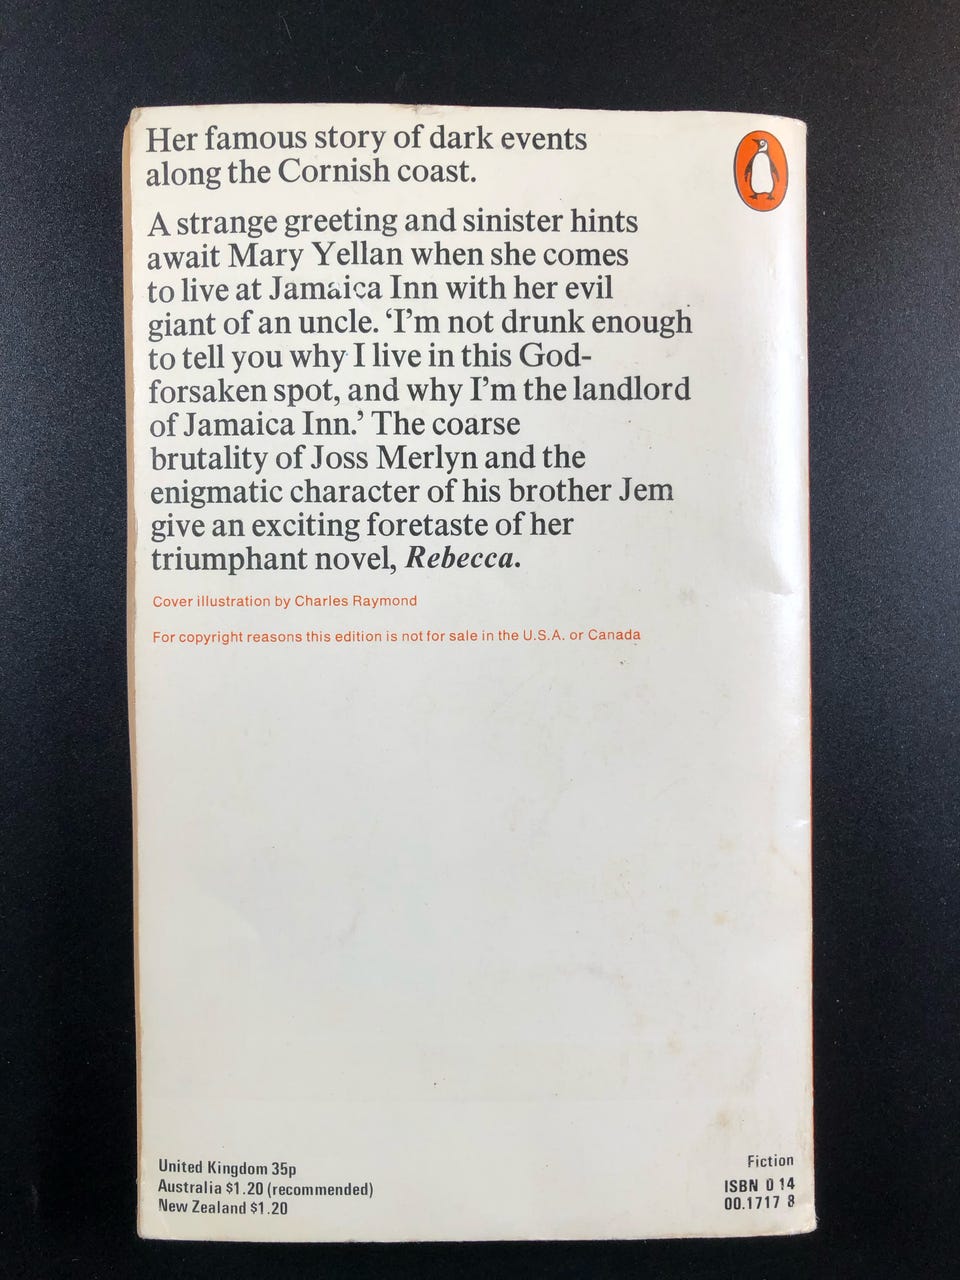 Her famous story of dark events
along the Cornish coast.
A strange greeting and sinister hints
await Mary Yellan when she comes
to live at Jamaica Inn with her evil
giant of an uncle. ‘I’m not drunk enough
to tell you why I live in this God-
forsaken spot, and why I’m the landlord
of Jamaica Inn.’ The coarse
brutality of Joss Merlyn and the
enigmatic character of his brother Jem
give an exciting foretaste of her
triumphant novel, Rebecca.
Cover illustration by Charles Raymond
For copyright reasons this edition is not for sale in the U.S.A. or Canada
United Kingdom 35p
Australia $1.20 (recommended)
New Zealand $1.20
Fiction
ISBN 0 14
00.1717 8